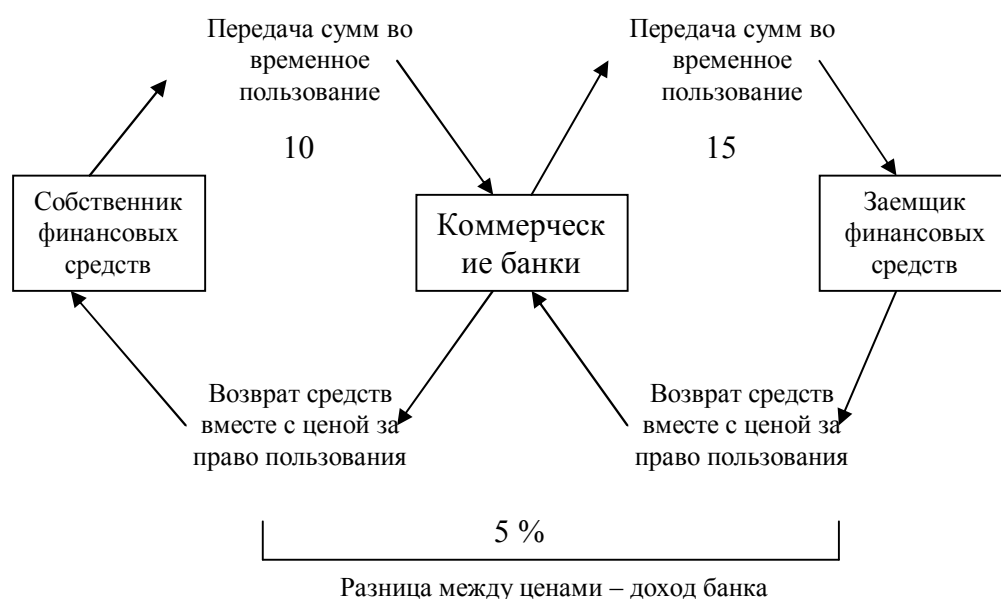 Передача сумм во
временное
пользование
10
Передача сумм во
временное
пользование
15
Собственник
финансовых
средств
Коммерческ
ие банки
Заемщик
финансовых
средств
Возврат средств
вместе с ценой за
право пользования
Возврат средств
вместе с ценой за
право пользования
5 %
Разница между ценами – доход банка